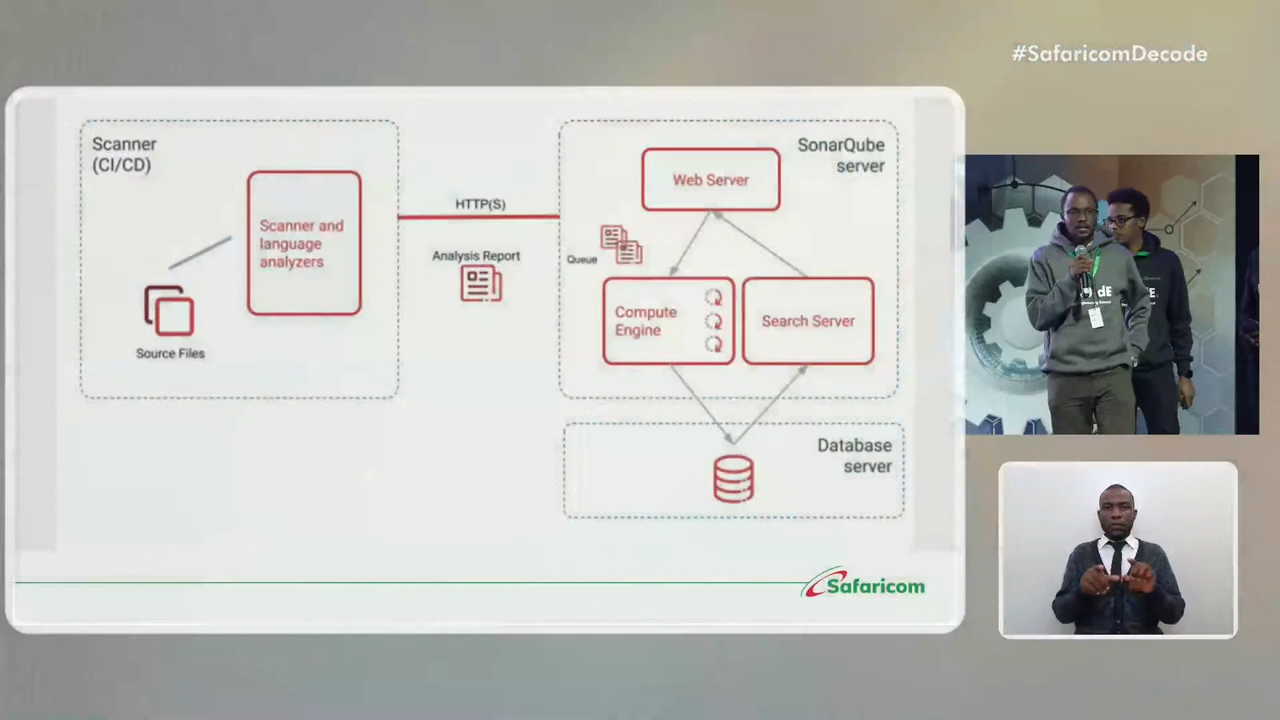 #SafaricomDecode
Scanner
(CI/CD)
Scanner and
language
analyzers
Source Files
HTTP(S)
Analysis Report
SonarQube
server
Web Server
Queue
Compute
Engine
Search Server
Database
server
Safaricom